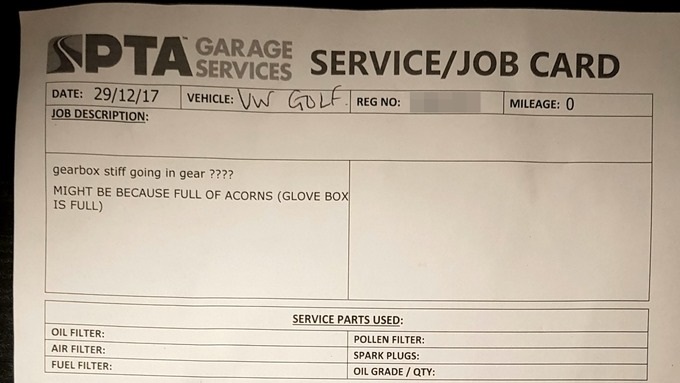 PTA GARAGE SERVICES SERVICE/JOB CARD
DATE: 29/12/17 VEHICLE: VW GOLF. REG NO: MILEAGE: 0
JOB DESCRIPTION:
gearbox stiff going in gear ????
MIGHT BE BECAUSE FULL OF ACORNS (GLOVE BOX
IS FULL)
SERVICE PARTS USED:
OIL FILTER:
POLLEN FILTER:
AIR FILTER:
SPARK PLUGS:
FUEL FILTER:
OIL GRADE / QTY: